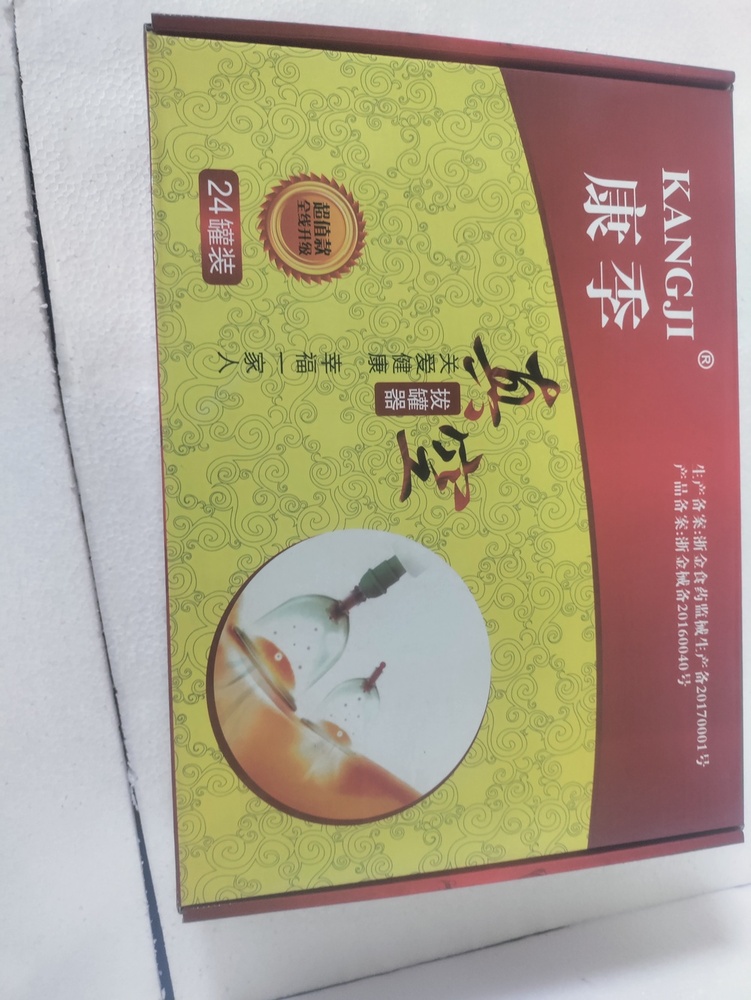 KANGJI®
康季
生产备案:浙金食药监械生产备20170001号
产品备案:浙金械备20160040号
真空
拔罐器
关爱健康 幸福一家人
超值款
全线升级
24罐装